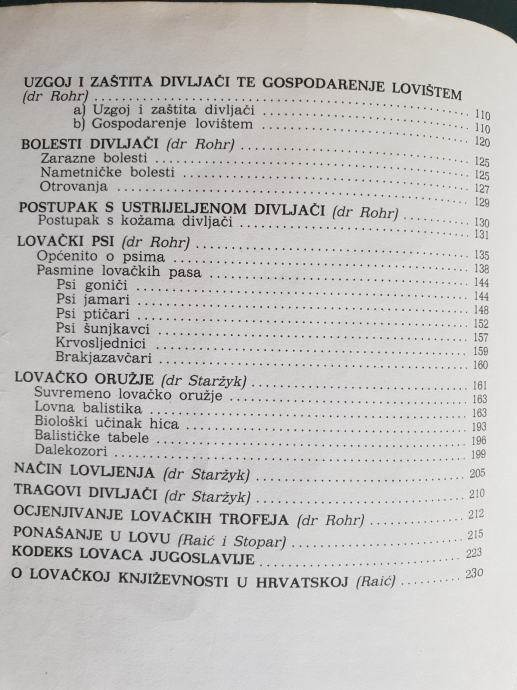 UZGOJ I ZAŠTITA DIVLJAČI TE GOSPODARENJE LOVIŠTEM
(dr Rohr) . . . . . . . . . . 110
a) Uzgoj i zaštita divljači . . . . . . . . . . 110
b) Gospodarenje lovištem . . . . . . . . . . 120
BOLESTI DIVLJAČI (dr Rohr) . . . . . . . . . . 125
Zarazne bolesti . . . . . . . . . . 125
Nametničke bolesti . . . . . . . . . . 127
Otrovanja . . . . . . . . . . 129
POSTUPAK S USTRIJELJENOM DIVLJAČI (dr Rohr) . . . . . . . . . . 130
Postupak s kožama divljači . . . . . . . . . . 131
LOVAČKI PSI (dr Rohr) . . . . . . . . . . 135
Općenito o psima . . . . . . . . . . 138
Pasmine lovačkih pasa . . . . . . . . . . 144
Psi goniči . . . . . . . . . . 144
Psi jamari . . . . . . . . . . 148
Psi ptičari . . . . . . . . . . 152
Psi šunjkavci . . . . . . . . . . 157
Krvosljednici . . . . . . . . . . 159
Brakjazavčari . . . . . . . . . . 160
LOVAČKO ORUŽJE (dr Staržyk) . . . . . . . . . . 161
Suvremeno lovačko oružje . . . . . . . . . . 163
Lovna balistika . . . . . . . . . . 163
Biološki učinak hica . . . . . . . . . . 193
Balističke tabele . . . . . . . . . . 196
Dalekozori . . . . . . . . . . 199
NAČIN LOVLJENJA (dr Staržyk) . . . . . . . . . . 205
TRAGOVI DIVLJAČI (dr Staržyk) . . . . . . . . . . 210
OCJENJIVANJE LOVAČKIH TROFEJA (dr Rohr) . . . . . . . . . . 212
PONAŠANJE U LOVU (Raić i Stopar) . . . . . . . . . . 215
KODEKS LOVACA JUGOSLAVIJE . . . . . . . . . . 223
O LOVAČKOJ KNJIŽEVNOSTI U HRVATSKOJ (Raić) . . . . . . . . . . 230